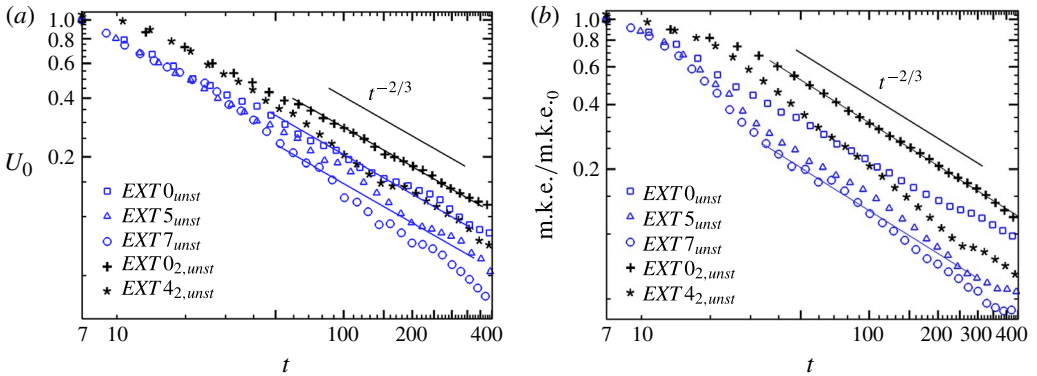 (a)
1.0
0.8
0.6
0.4
0.2
U₀
t⁻²/³
EXT0unst
EXT5unst
EXT7unst
EXT0₂,unst
EXT4₂,unst
7 10 100 200 400
t
(b)
1.0
0.8
0.6
0.4
0.2
m.k.e./m.k.e.₀
t⁻²/³
EXT0unst
EXT5unst
EXT7unst
EXT0₂,unst
EXT4₂,unst
7 10 100 200 300 400
t